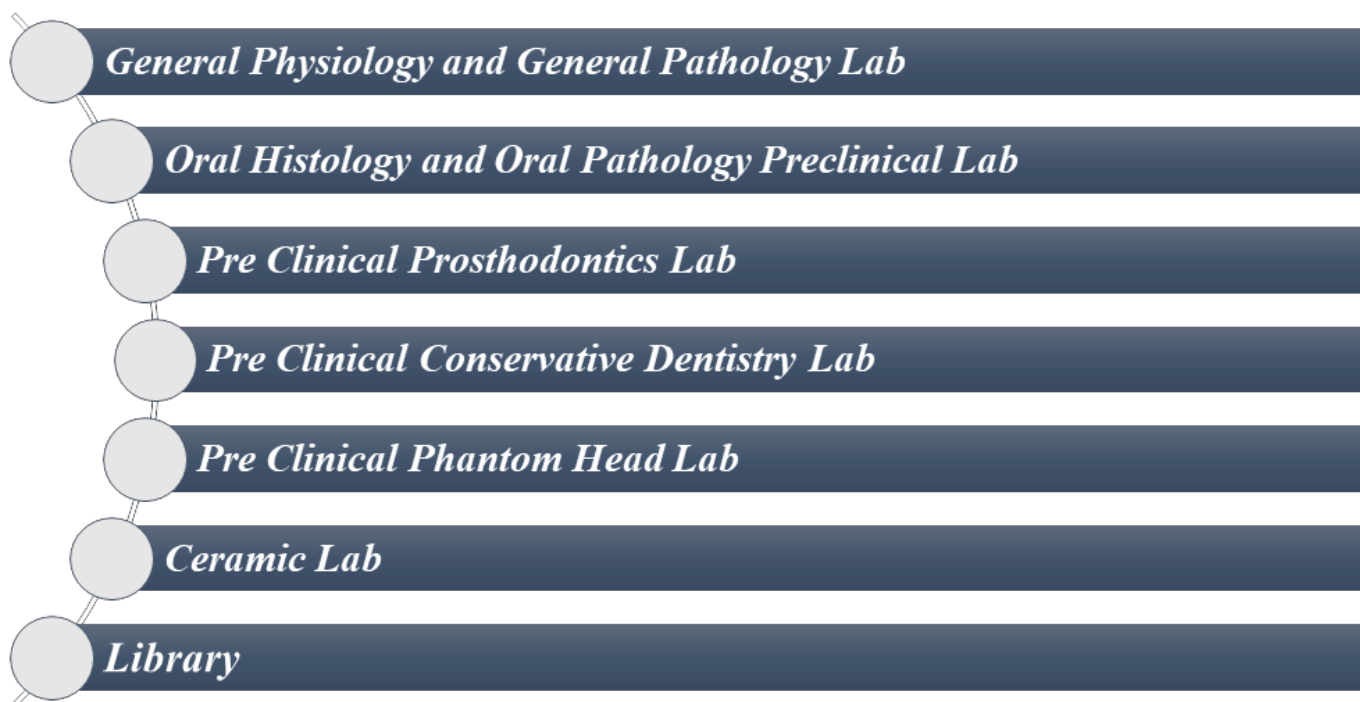 General Physiology and General Pathology Lab
Oral Histology and Oral Pathology Preclinical Lab
Pre Clinical Prosthodontics Lab
Pre Clinical Conservative Dentistry Lab
Pre Clinical Phantom Head Lab
Ceramic Lab
Library